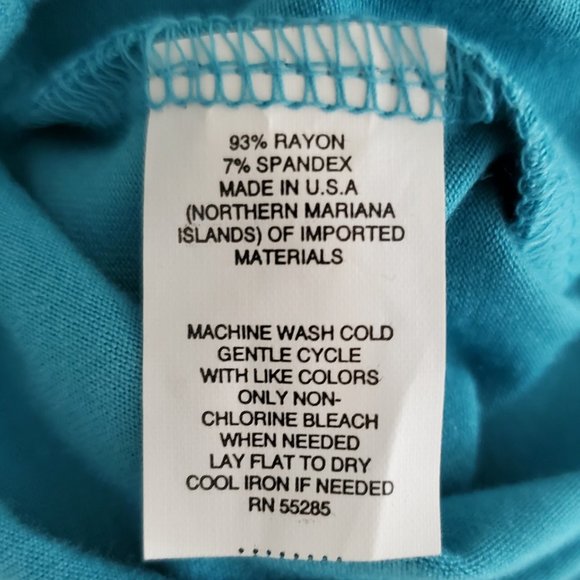 93% RAYON
7% SPANDEX
MADE IN U.S.A
(NORTHERN MARIANA
ISLANDS) OF IMPORTED
MATERIALS
MACHINE WASH COLD
GENTLE CYCLE
WITH LIKE COLORS
ONLY NON-
CHLORINE BLEACH
WHEN NEEDED
LAY FLAT TO DRY
COOL IRON IF NEEDED
RN 55285